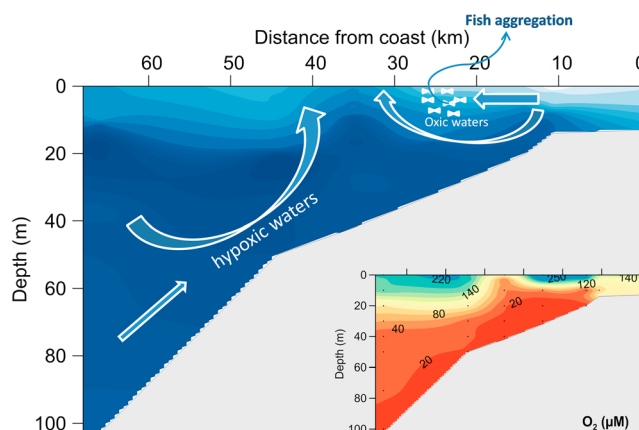 Fish aggregation
Distance from coast (km)
60 50 40 30 20 10 0
0
20
40
60
80
100
Depth (m)
Oxic waters
hypoxic waters
0
20
40
60
80
100
Depth (m)
220 140 250 140
120
80 20
40
20
O₂ (µM)